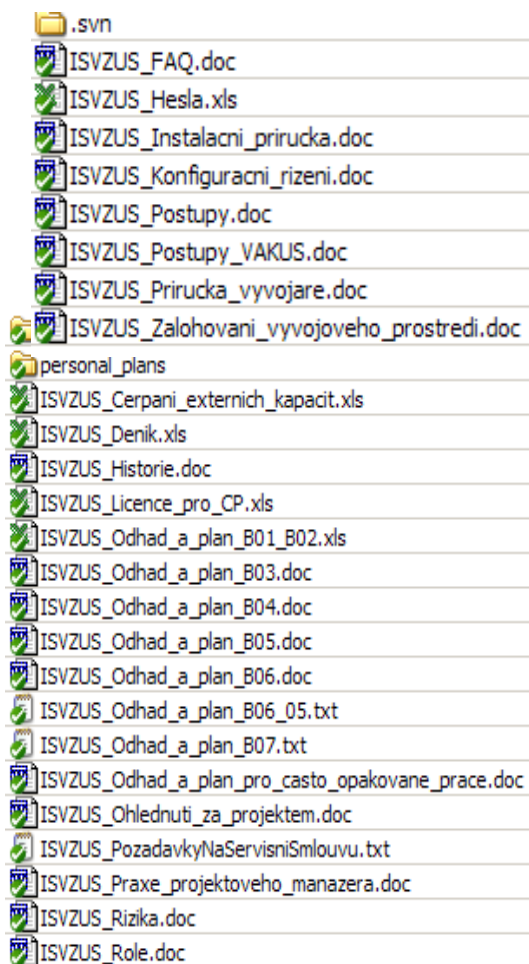 .svn
ISVZUS_FAQ.doc
ISVZUS_Hesla.xls
ISVZUS_Instalacni_prirucka.doc
ISVZUS_Konfiguracni_rizeni.doc
ISVZUS_Postupy.doc
ISVZUS_Postupy_VAKUS.doc
ISVZUS_Prirucka_vyvojare.doc
ISVZUS_Zalohovani_vyvojoveho_prostredi.doc
personal_plans
ISVZUS_Cerpani_externich_kapacit.xls
ISVZUS_Denik.xls
ISVZUS_Historie.doc
ISVZUS_Licence_pro_CP.xls
ISVZUS_Odhad_a_plan_B01_B02.xls
ISVZUS_Odhad_a_plan_B03.doc
ISVZUS_Odhad_a_plan_B04.doc
ISVZUS_Odhad_a_plan_B05.doc
ISVZUS_Odhad_a_plan_B06.doc
ISVZUS_Odhad_a_plan_B06_05.txt
ISVZUS_Odhad_a_plan_B07.txt
ISVZUS_Odhad_a_plan_pro_casto_opakovane_prace.doc
ISVZUS_Ohlednuti_za_projektem.doc
ISVZUS_PozadavkyNaServisniSmlouvu.txt
ISVZUS_Praxe_projektoveho_manazera.doc
ISVZUS_Rizika.doc
ISVZUS_Role.doc